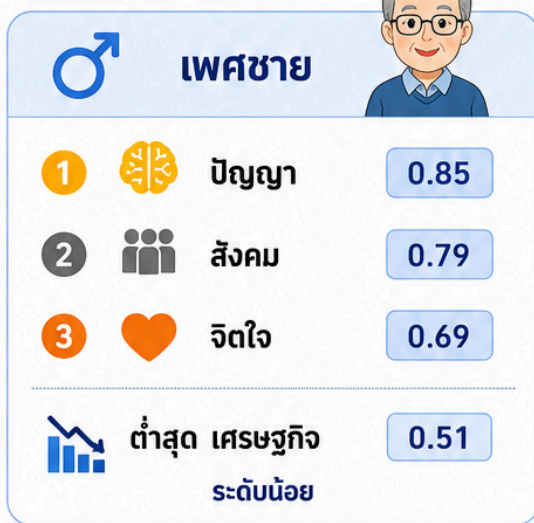 เพศชาย
1 ปัญญา 0.85
2 สังคม 0.79
3 จิตใจ 0.69
ต่ำสุด เศรษฐกิจ 0.51
ระดับน้อย